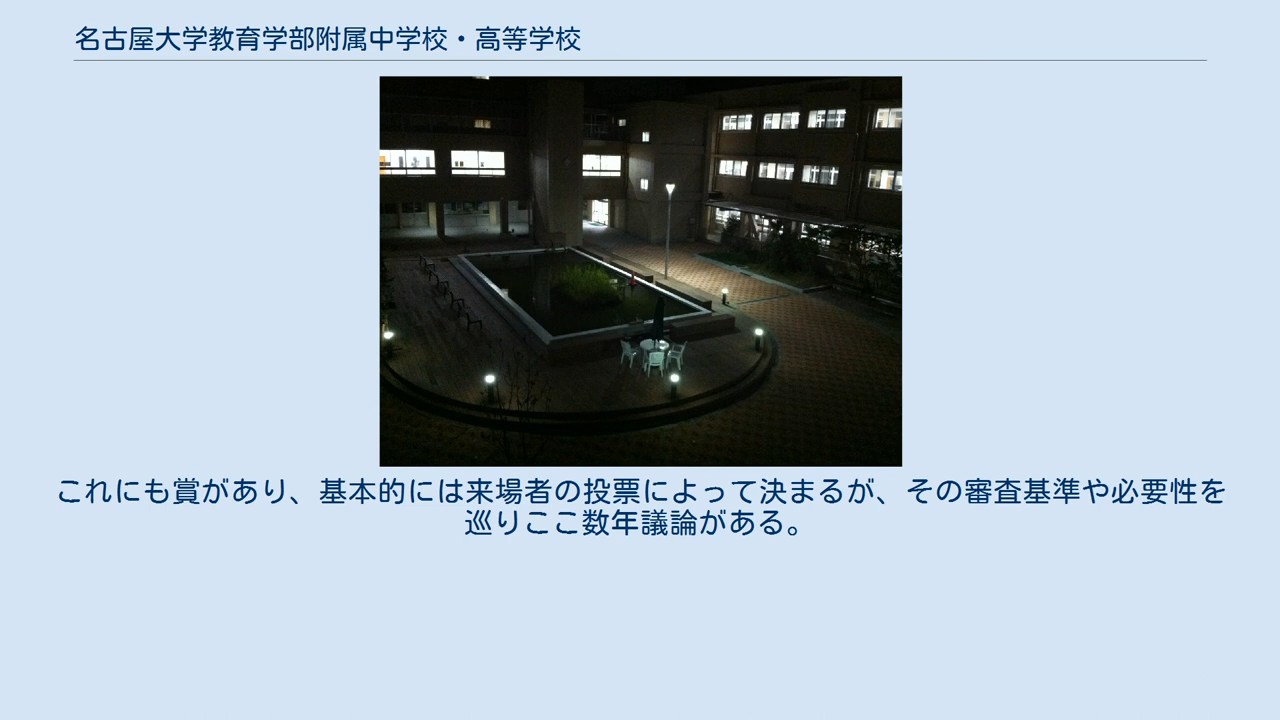 名古屋大学教育学部附属中学校・高等学校
これにも賞があり、基本的には来場者の投票によって決まるが、その審査基準や必要性を
巡りここ数年議論がある。